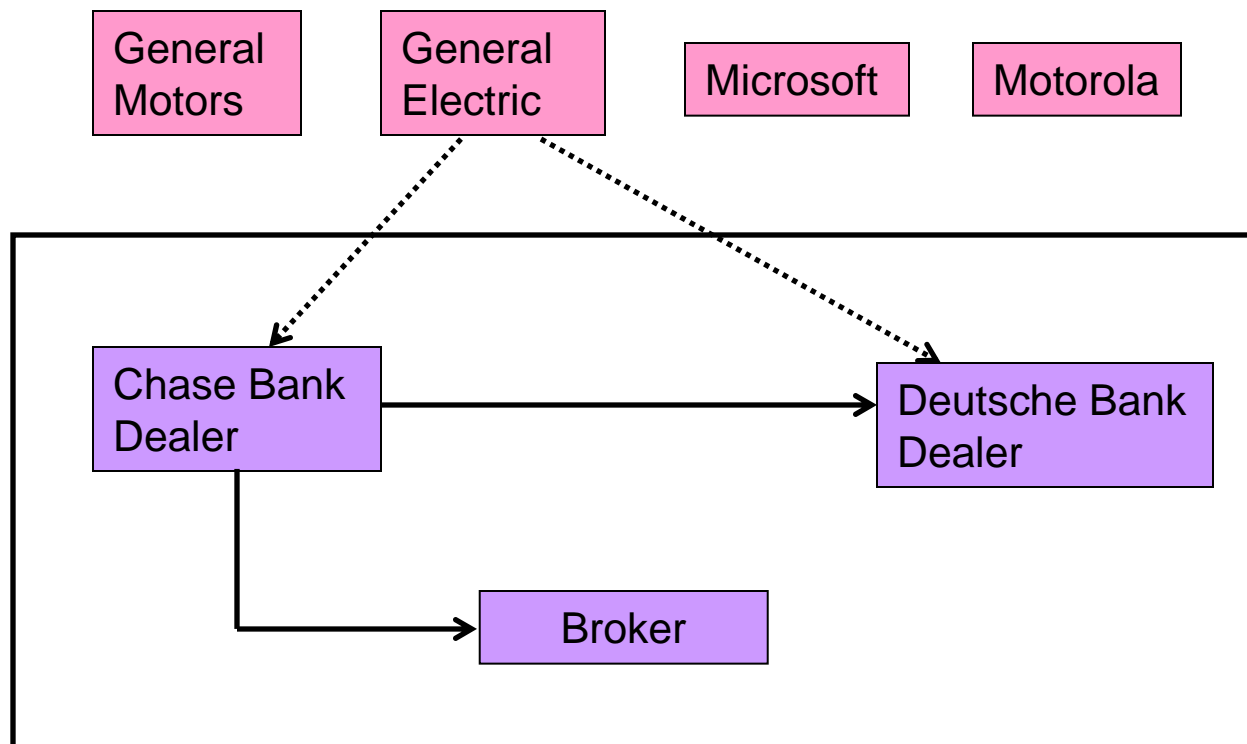 General
Motors
General
Electric
Microsoft
Motorola
Chase Bank
Dealer
Deutsche Bank
Dealer
Broker